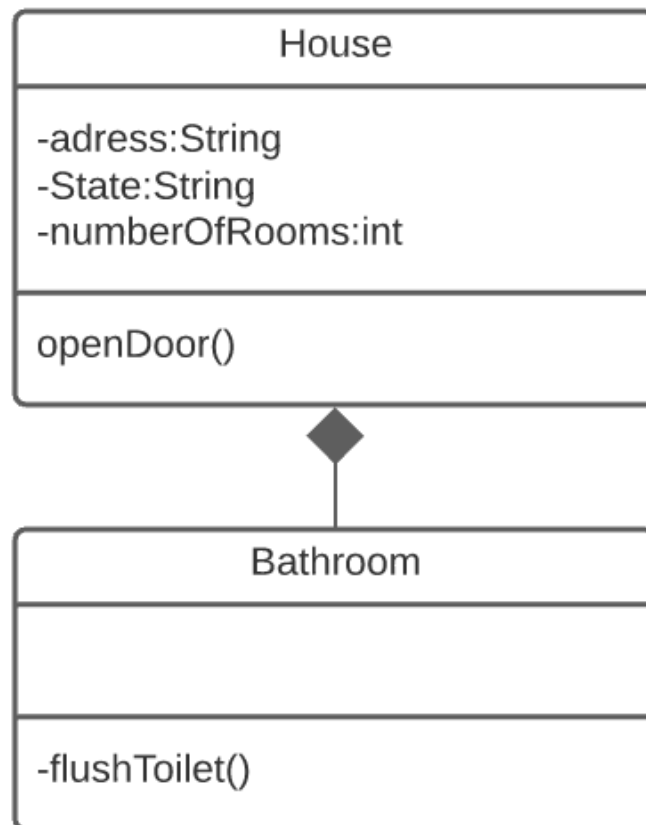 House
-adress:String
-State:String
-numberOfRooms:int
openDoor()
Bathroom
-flushToilet()